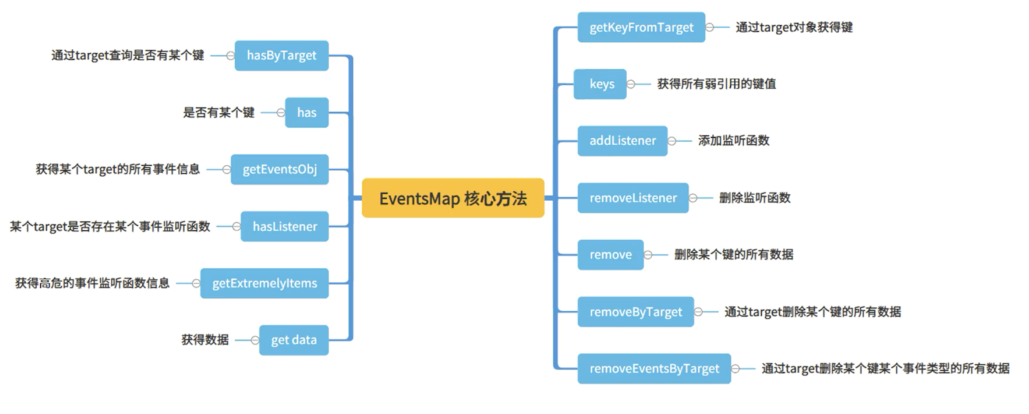 EventsMap 核心方法
getKeyFromTarget 通过target对象获得键
keys 获得所有弱引用的键值
addListener 添加监听函数
removeListener 删除监听函数
remove 删除某个键的所有数据
removeByTarget 通过target删除某个键的所有数据
removeEventsByTarget 通过target删除某个键某个事件类型的所有数据
通过target查询是否有某个键 hasByTarget
是否有某个键 has
获得某个target的所有事件信息 getEventsObj
某个target是否存在某个事件监听函数 hasListener
获得高危的事件监听函数信息 getExtremelyItems
获得数据 get data